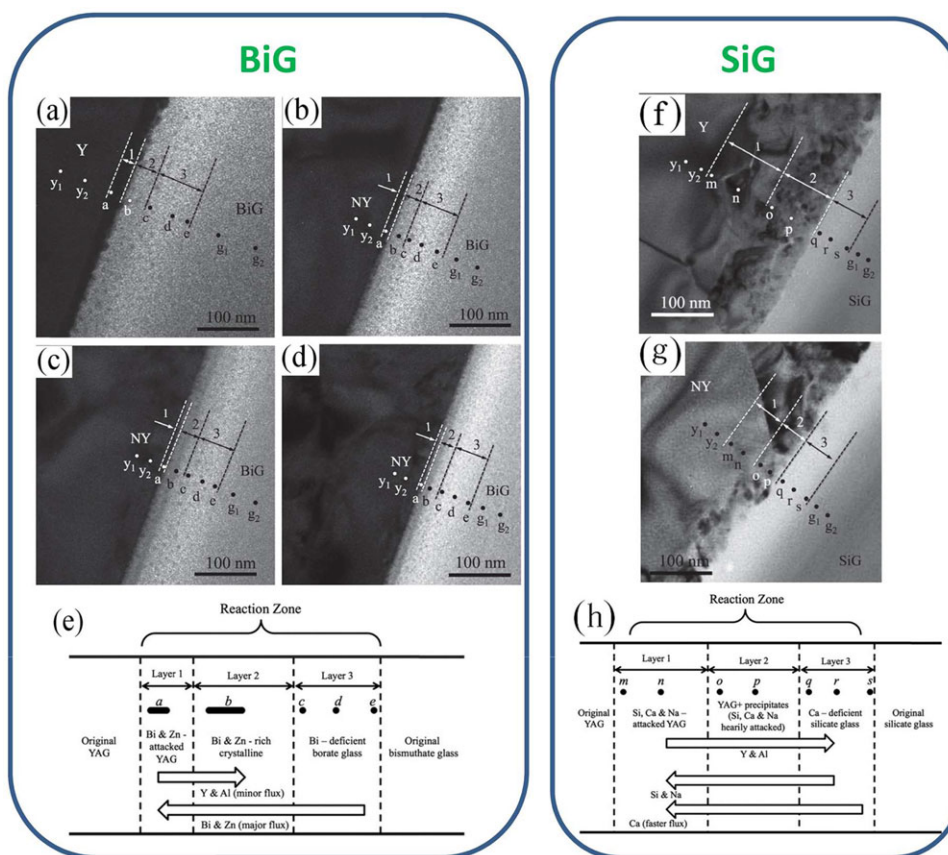 BiG
SiG
(a)
Y
1
2
3
y1
y2
a
b
c
d
e
BiG
g1
g2
100 nm
(b)
1
2
3
NY
y1
y2
a
b
c
d
e
BiG
g1
g2
100 nm
(c)
1
2
3
NY
y1
y2
a
b
c
d
e
BiG
g1
g2
100 nm
(d)
1
2
3
NY
y1
y2
a
b
c
d
e
BiG
g1
g2
100 nm
(e)
Reaction Zone
Layer 1
Layer 2
Layer 3
a
b
c
d
e
Original
YAG
Bi & Zn -
attacked
YAG
Bi & Zn - rich
crystalline
Bi – deficient
borate glass
Original
bismuthate glass
Y & Al (minor flux)
Bi & Zn (major flux)
(f)
Y
1
2
3
y1
y2
m
n
o
p
q
r
s
g1
g2
100 nm
SiG
(g)
NY
1
2
3
y1
y2
m
n
o
p
q
r
s
g1
g2
100 nm
SiG
(h)
Reaction Zone
Layer 1
Layer 2
Layer 3
m
n
o
p
q
r
s
Original
YAG
Si, Ca & Na–
attacked YAG
YAG+ precipitates
(Si, Ca & Na
hearily attacked)
Ca – deficient
silicate glass
Original
silicate glass
Y & Al
Si & Na
Ca (faster flux)